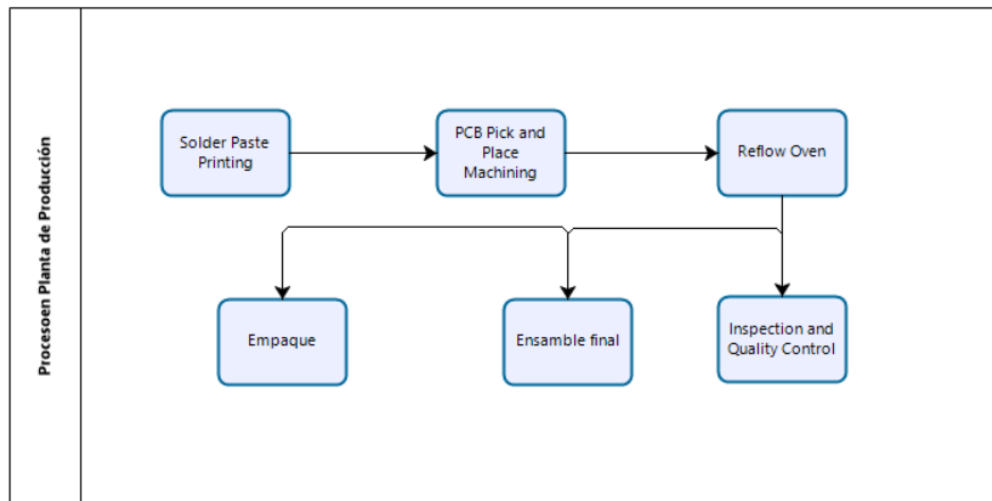 Procesoen Planta de Producción
Solder Paste
Printing
PCB Pick and
Place
Machining
Reflow Oven
Empaque
Ensamble final
Inspection and
Quality Control